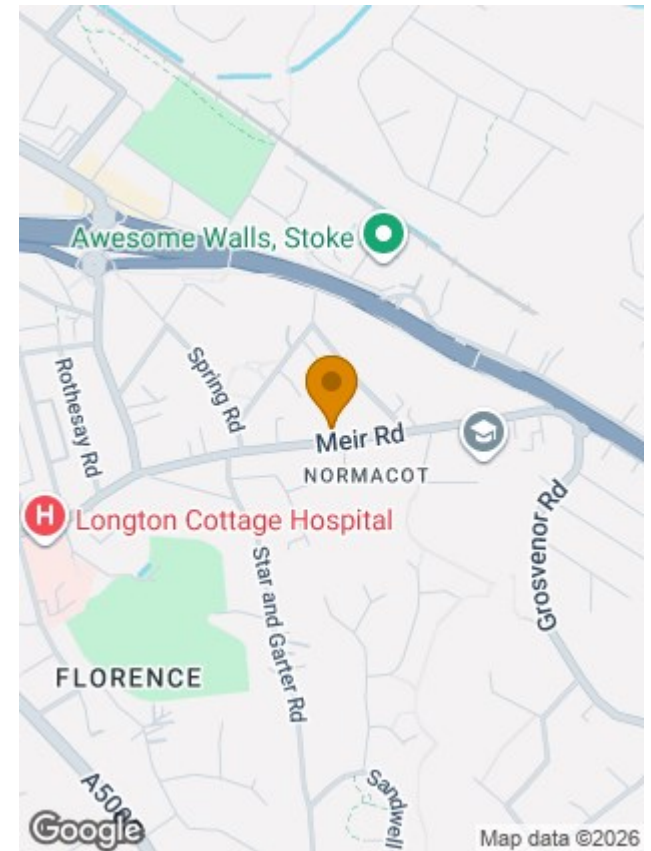 Awesome Walls, Stoke
Rothesay Rd
Spring Rd
Meir Rd
NORMACOT
H
Longton Cottage Hospital
Grosvenor Rd
Star and Garter Rd
FLORENCE
Sandwell
Google
Map data ©2026